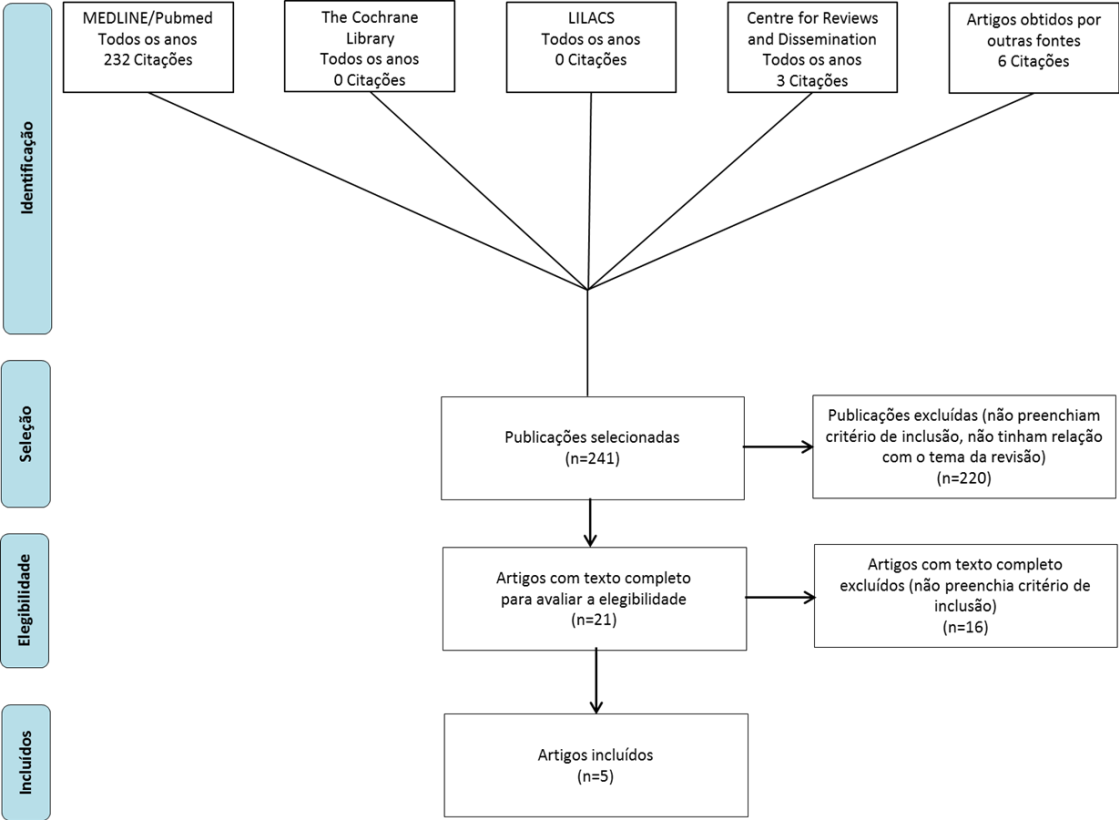 Identificação
MEDLINE/Pubmed
Todos os anos
232 Citações
The Cochrane
Library
Todos os anos
0 Citações
LILACS
Todos os anos
0 Citações
Centre for Reviews
and Dissemination
Todos os anos
3 Citações
Artigos obtidos por
outras fontes
6 Citações
Seleção
Publicações selecionadas
(n=241)
Publicações excluídas (não preenchiam
critério de inclusão, não tinham relação
com o tema da revisão)
(n=220)
Elegibilidade
Artigos com texto completo
para avaliar a elegibilidade
(n=21)
Artigos com texto completo
excluídos (não preenchia critério de
inclusão)
(n=16)
Incluídos
Artigos incluídos
(n=5)